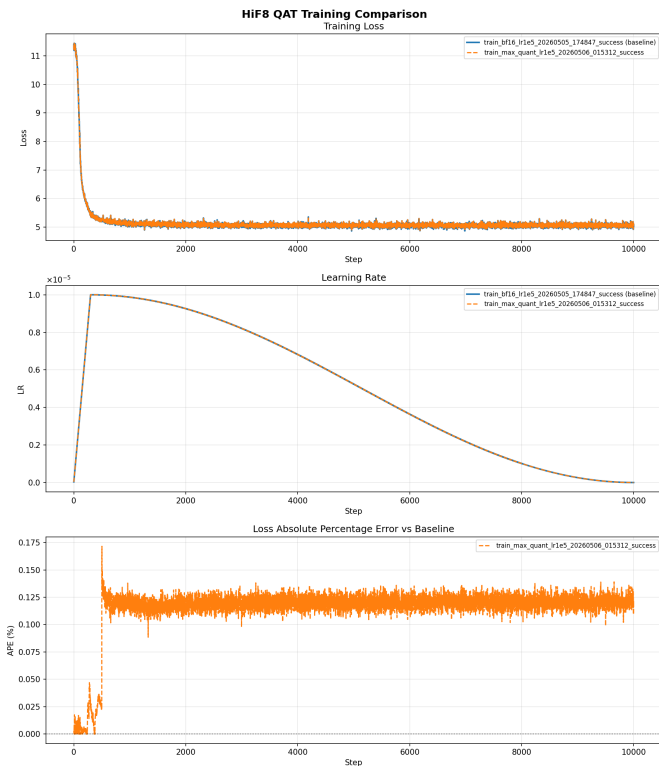 HiF8 QAT Training Comparison
Training Loss
train_bf16_lr1e5_20260505_174847_success (baseline)
train_max_quant_lr1e5_20260506_015312_success
Loss
11
10
9
8
7
6
5
0 2000 4000 6000 8000 10000
Step
Learning Rate
×10⁻⁵
train_bf16_lr1e5_20260505_174847_success (baseline)
train_max_quant_lr1e5_20260506_015312_success
LR
1.0
0.8
0.6
0.4
0.2
0.0
0 2000 4000 6000 8000 10000
Step
Loss Absolute Percentage Error vs Baseline
train_max_quant_lr1e5_20260506_015312_success
APE (%)
0.175
0.150
0.125
0.100
0.075
0.050
0.025
0.000
0 2000 4000 6000 8000 10000
Step